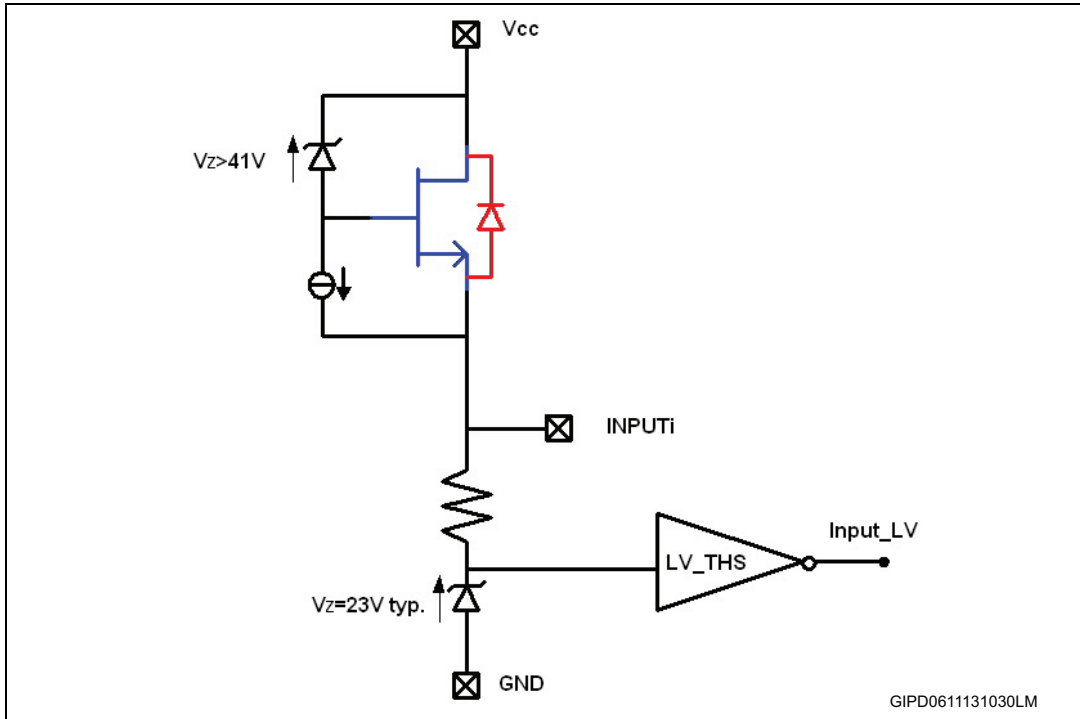 Vcc
Vz>41V
INPUTi
Input_LV
LV_THS
Vz=23V typ.
GND
GIPD0611131030LM